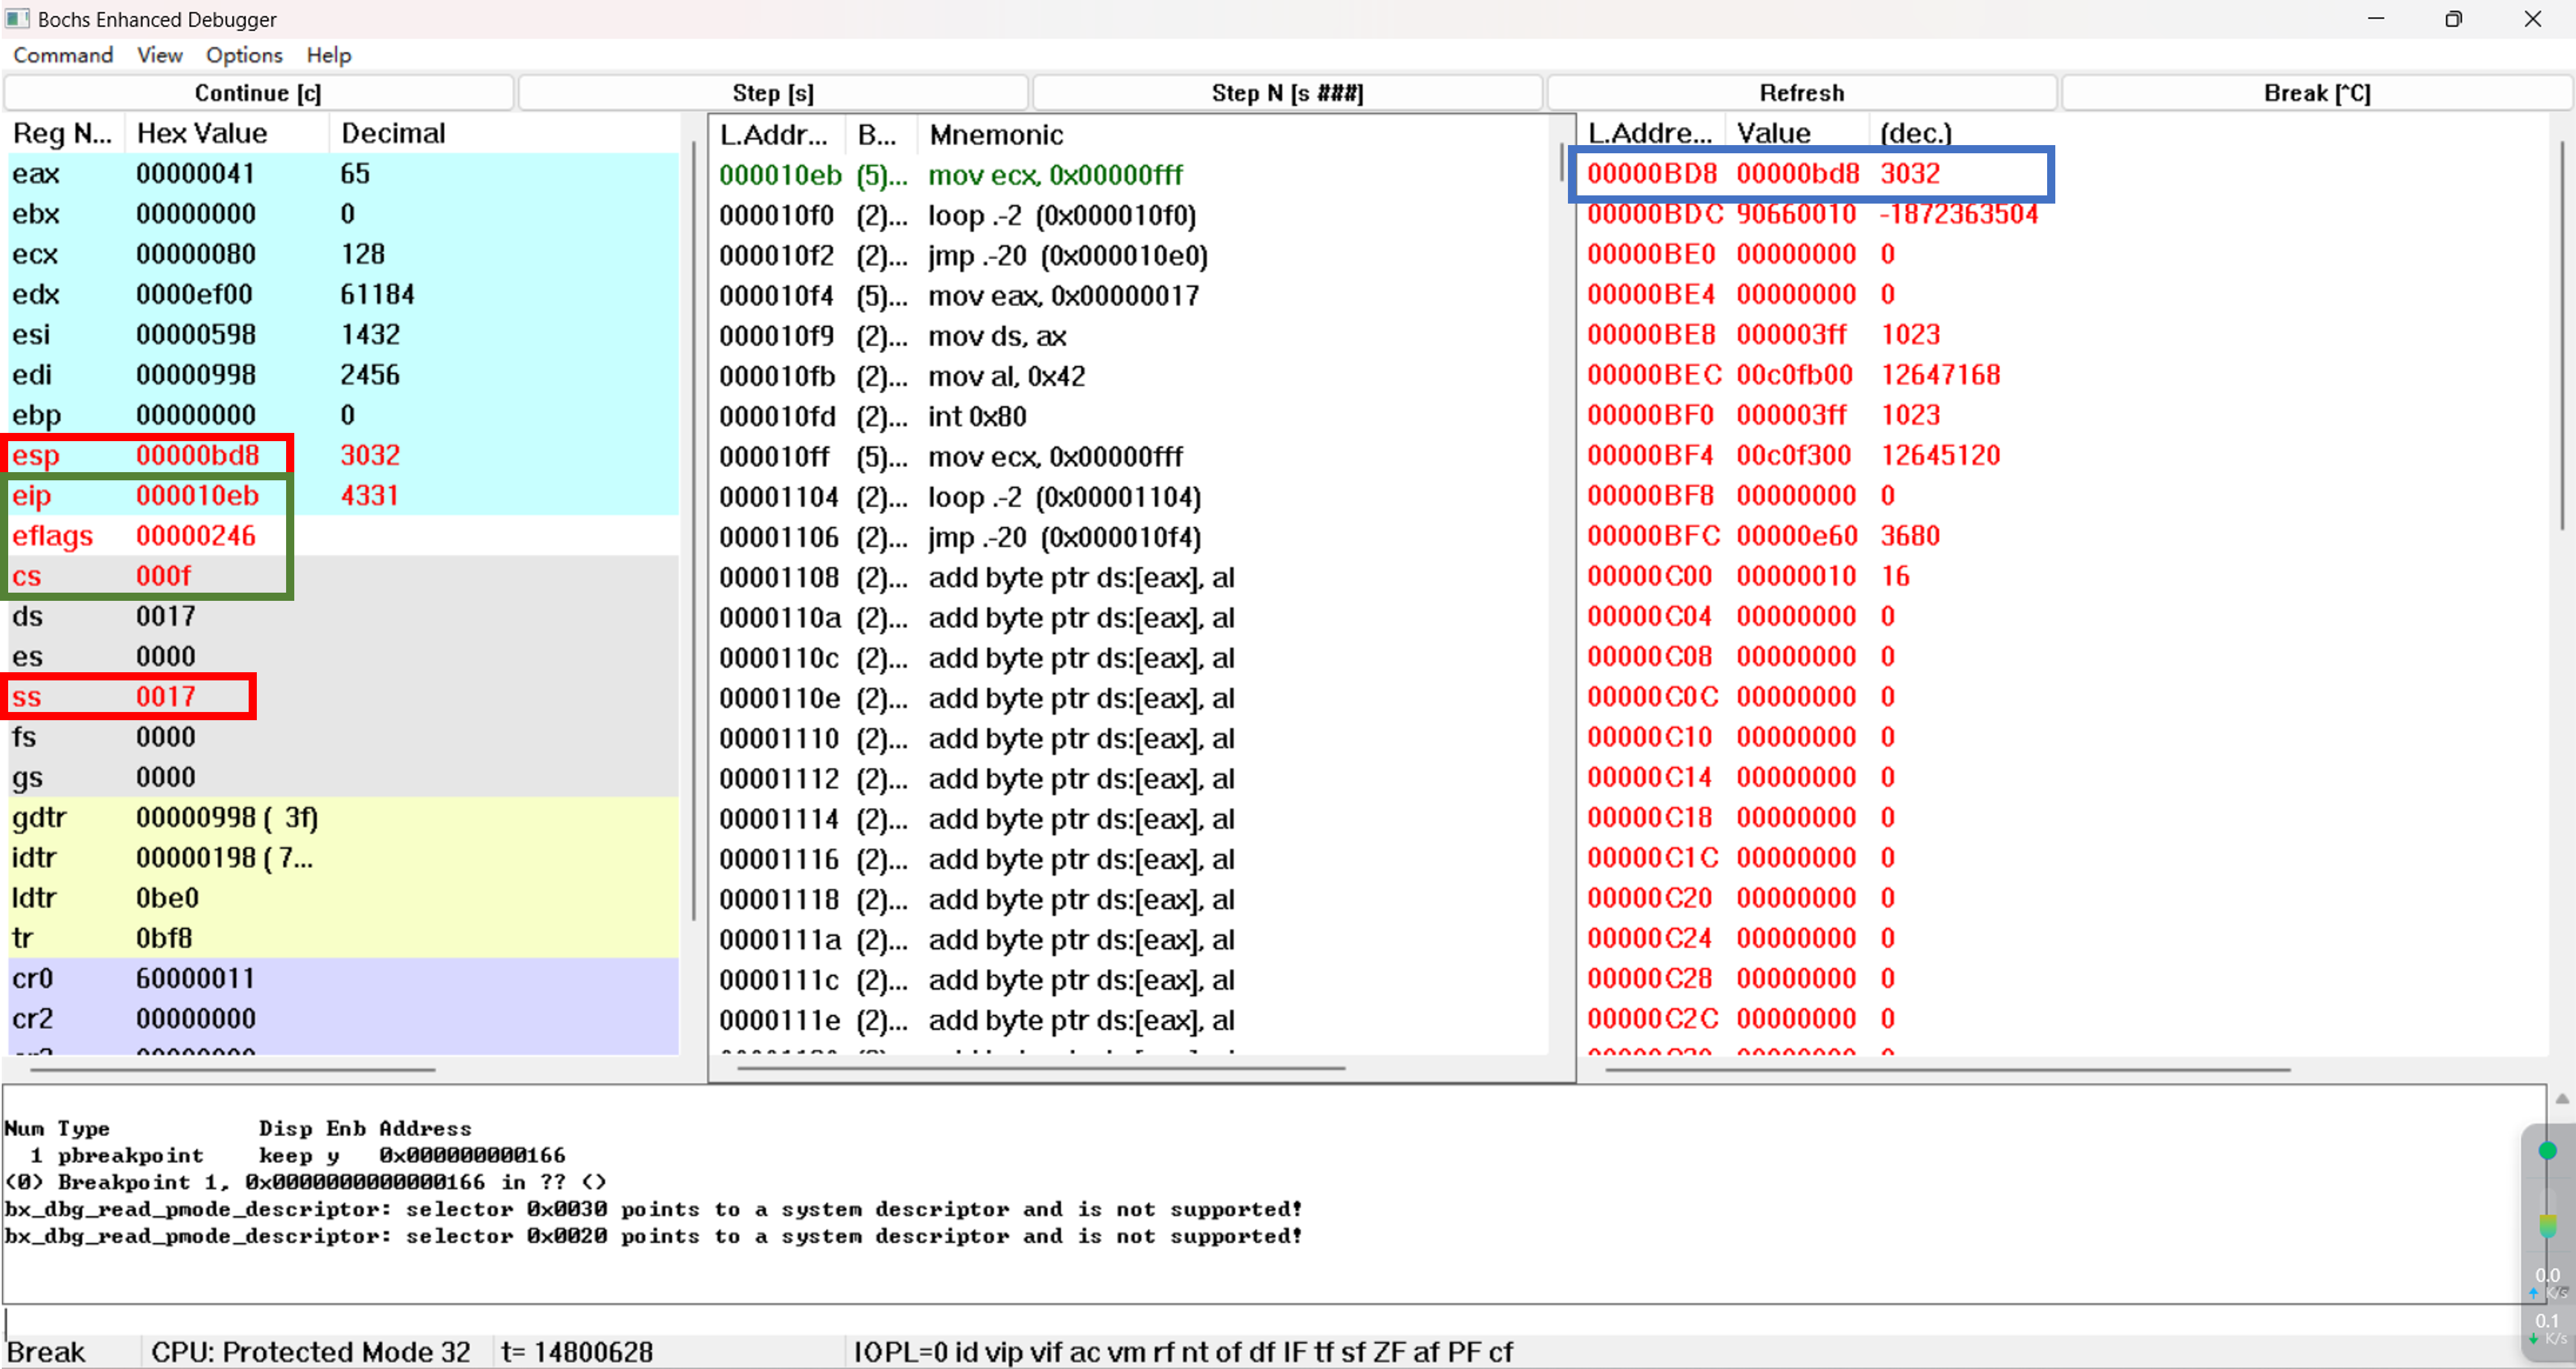 Bochs Enhanced Debugger
Command View Options Help
Continue [c] Step [s] Step N [s ###] Refresh Break [^C]
Reg N... Hex Value Decimal
eax 00000041 65
ebx 00000000 0
ecx 00000080 128
edx 0000ef00 61184
esi 00000598 1432
edi 00000998 2456
ebp 00000000 0
esp 00000bd8 3032
eip 000010eb 4331
eflags 00000246
cs 000f
ds 0017
es 0000
ss 0017
fs 0000
gs 0000
gdtr 00000998 ( 3f)
idtr 00000198 ( 7...
ldtr 0be0
tr 0bf8
cr0 60000011
cr2 00000000
L.Addr... B... Mnemonic
000010eb (5)... mov ecx, 0x00000fff
000010f0 (2)... loop .-2 (0x000010f0)
000010f2 (2)... jmp .-20 (0x000010e0)
000010f4 (5)... mov eax, 0x00000017
000010f9 (2)... mov ds, ax
000010fb (2)... mov al, 0x42
000010fd (2)... int 0x80
000010ff (5)... mov ecx, 0x00000fff
00001104 (2)... loop .-2 (0x00001104)
00001106 (2)... jmp .-20 (0x000010f4)
00001108 (2)... add byte ptr ds:[eax], al
0000110a (2)... add byte ptr ds:[eax], al
0000110c (2)... add byte ptr ds:[eax], al
0000110e (2)... add byte ptr ds:[eax], al
00001110 (2)... add byte ptr ds:[eax], al
00001112 (2)... add byte ptr ds:[eax], al
00001114 (2)... add byte ptr ds:[eax], al
00001116 (2)... add byte ptr ds:[eax], al
00001118 (2)... add byte ptr ds:[eax], al
0000111a (2)... add byte ptr ds:[eax], al
0000111c (2)... add byte ptr ds:[eax], al
0000111e (2)... add byte ptr ds:[eax], al
L.Addre... Value (dec.)
00000BD8 00000bd8 3032
00000BDC 90660010 -1872363504
00000BE0 00000000 0
00000BE4 00000000 0
00000BE8 000003ff 1023
00000BEC 00c0fb00 12647168
00000BF0 000003ff 1023
00000BF4 00c0f300 12645120
00000BF8 00000000 0
00000BFC 00000e60 3680
00000C00 00000010 16
00000C04 00000000 0
00000C08 00000000 0
00000C0C 00000000 0
00000C10 00000000 0
00000C14 00000000 0
00000C18 00000000 0
00000C1C 00000000 0
00000C20 00000000 0
00000C24 00000000 0
00000C28 00000000 0
00000C2C 00000000 0
Num Type Disp Enb Address
1 pbreakpoint keep y 0x000000000166
(0) Breakpoint 1, 0x0000000000000166 in ?? <>
bx_dbg_read_pmode_descriptor: selector 0x0030 points to a system descriptor and is not supported!
bx_dbg_read_pmode_descriptor: selector 0x0020 points to a system descriptor and is not supported!
0.0
K/s
0.1
K/s
Break CPU: Protected Mode 32 t= 14800628 IOPL=0 id vip vif ac vm rf nt of df IF tf sf ZF af PF cf